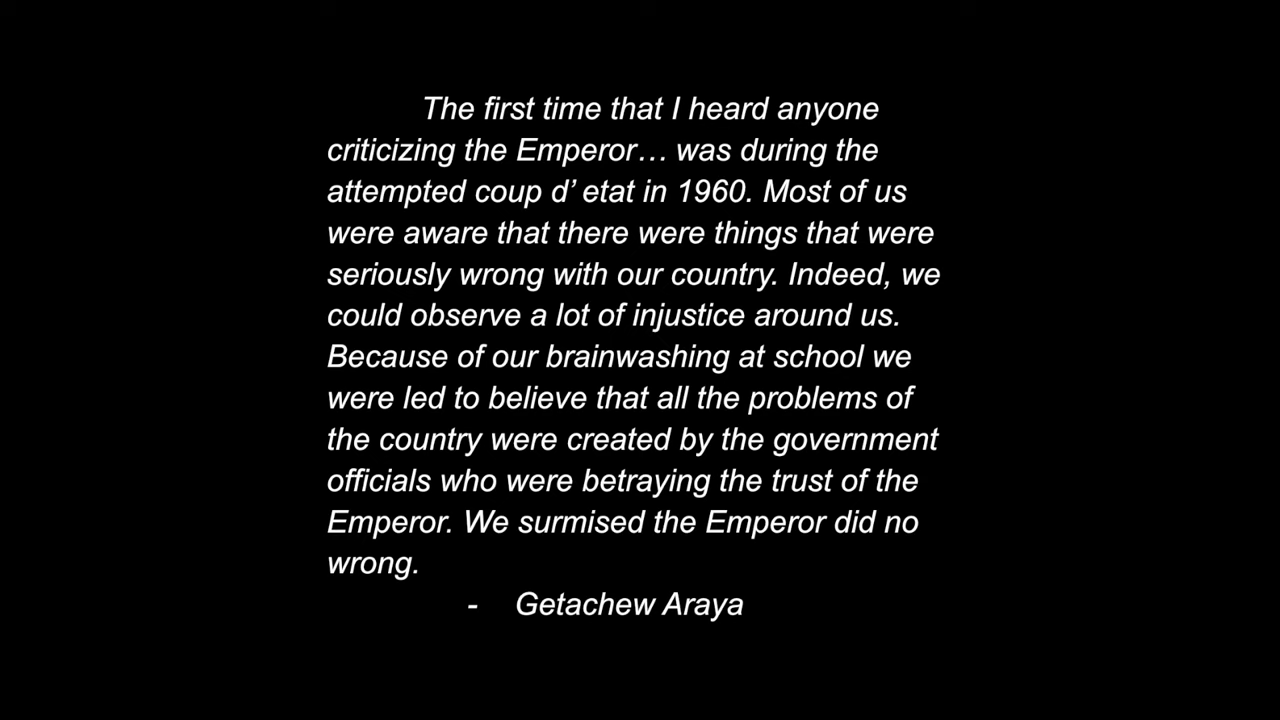 The first time that I heard anyone
criticizing the Emperor… was during the
attempted coup d’ etat in 1960. Most of us
were aware that there were things that were
seriously wrong with our country. Indeed, we
could observe a lot of injustice around us.
Because of our brainwashing at school we
were led to believe that all the problems of
the country were created by the government
officials who were betraying the trust of the
Emperor. We surmised the Emperor did no
wrong.
- Getachew Araya